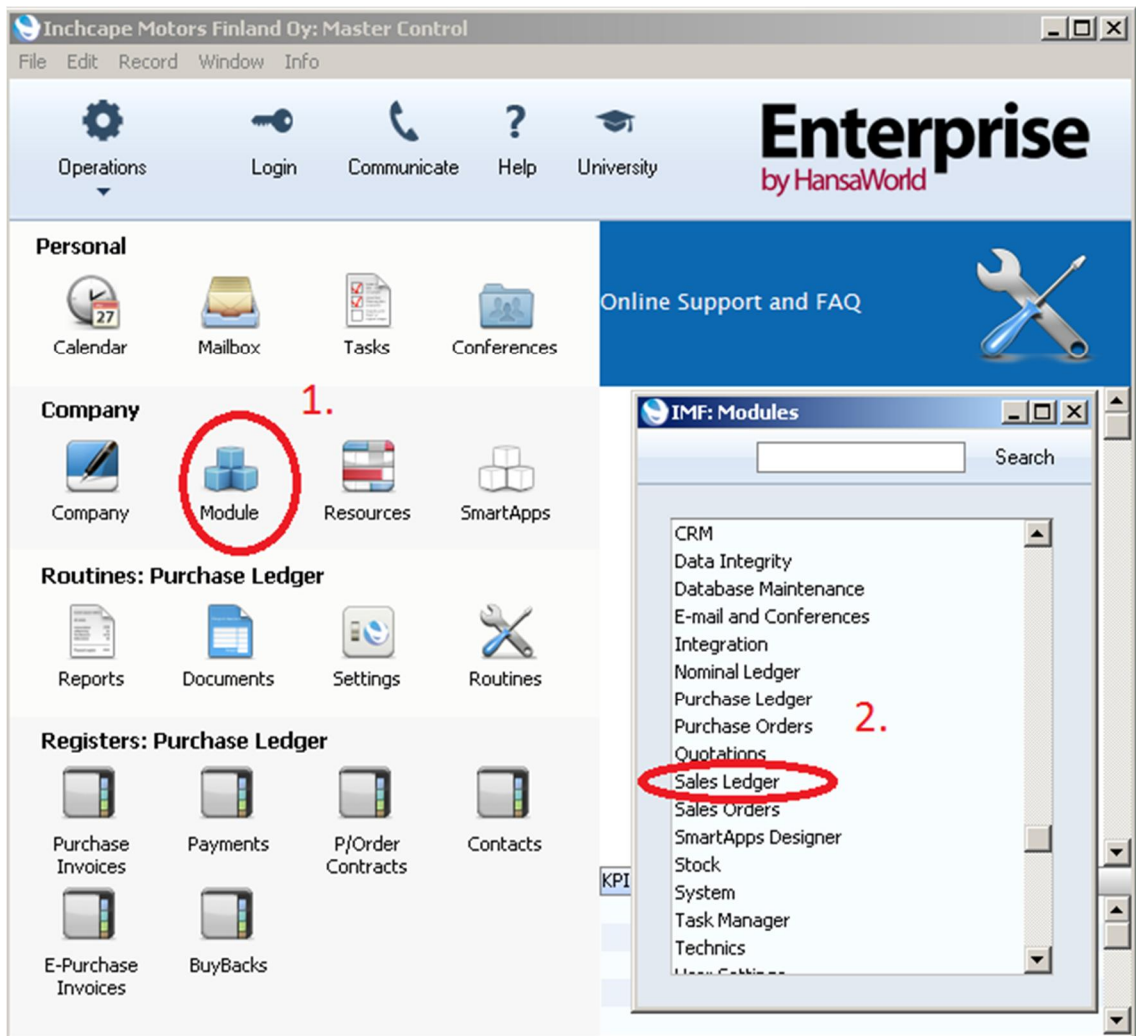 Inchcape Motors Finland Oy: Master Control
File Edit Record Window Info
Operations Login Communicate Help University
Enterprise
by HansaWorld
Personal
Calendar Mailbox Tasks Conferences
Online Support and FAQ
Company
1.
Company Module Resources SmartApps
Routines: Purchase Ledger
Reports Documents Settings Routines
Registers: Purchase Ledger
Purchase Invoices
Payments
P/Order Contracts
Contacts
E-Purchase Invoices
BuyBacks
IMF: Modules
Search
CRM
Data Integrity
Database Maintenance
E-mail and Conferences
Integration
Nominal Ledger
Purchase Ledger
Purchase Orders
2.
Quotations
Sales Ledger
Sales Orders
SmartApps Designer
Stock
System
Task Manager
Technics
KPI
27